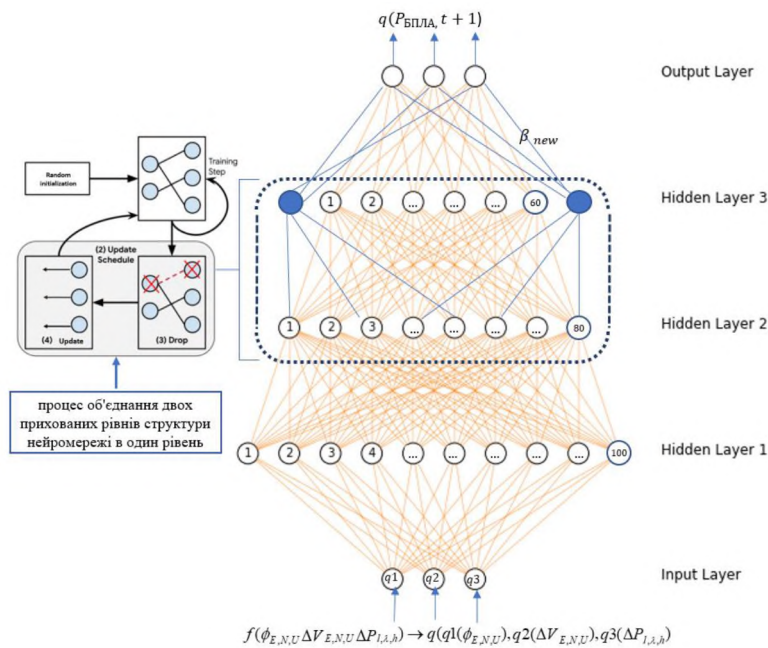 q(P_БПЛА, t + 1)
Output Layer
β_new
Random initialization
Training Step
1 2 ... ... ... 60
Hidden Layer 3
(2) Update Schedule
(4) Update
(3) Drop
1 2 3 ... ... ... ... 80
Hidden Layer 2
процес об'єднання двох
прихованих рівнів структури
нейромережі в один рівень
1 2 3 4 ... ... ... ... ... 100
Hidden Layer 1
q1 q2 q3
Input Layer
f(ϕ_E,N,U ΔV_E,N,U ΔP_I,λ,h) → q(q1(ϕ_E,N,U), q2(ΔV_E,N,U), q3(ΔP_I,λ,h)